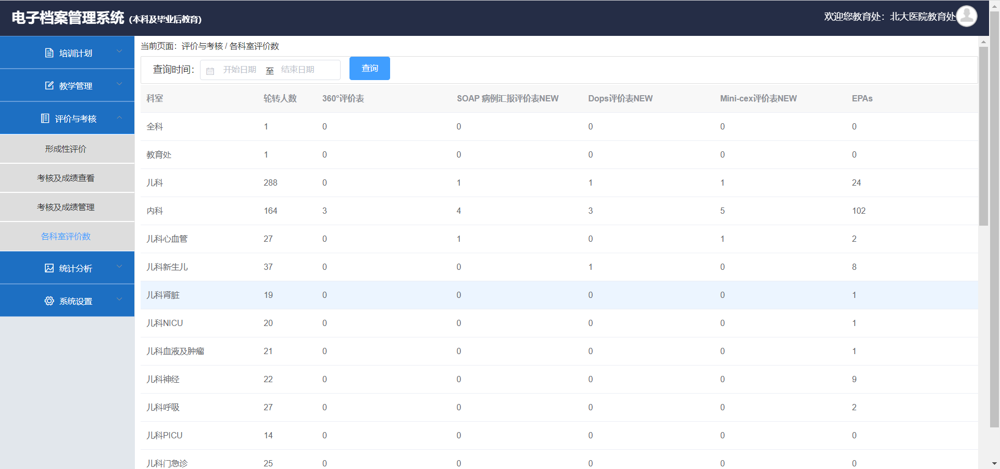 电子档案管理系统 (本科及毕业后教育)
欢迎您教育处：北大医院教育处
培训计划
教学管理
评价与考核
形成性评价
考核及成绩查看
考核及成绩管理
各科室评价数
统计分析
系统设置
当前页面：评价与考核 / 各科室评价数
查询时间： 开始日期 至 结束日期 查询
科室 轮转人数 360°评价表 SOAP 病例汇报评价表NEW Dops评价表NEW Mini-cex评价表NEW EPAs
全科 1 0 0 0 0 0
教育处 1 0 0 0 0 0
儿科 288 0 1 1 1 24
内科 164 3 4 3 5 102
儿科心血管 27 0 1 0 1 2
儿科新生儿 37 0 0 1 0 8
儿科肾脏 19 0 0 0 0 1
儿科NICU 20 0 0 0 0 1
儿科血液及肿瘤 21 0 0 0 0 1
儿科神经 22 0 0 0 0 9
儿科呼吸 27 0 0 0 0 2
儿科PICU 14 0 0 0 0 0
儿科门急诊 25 0 0 0 0 0